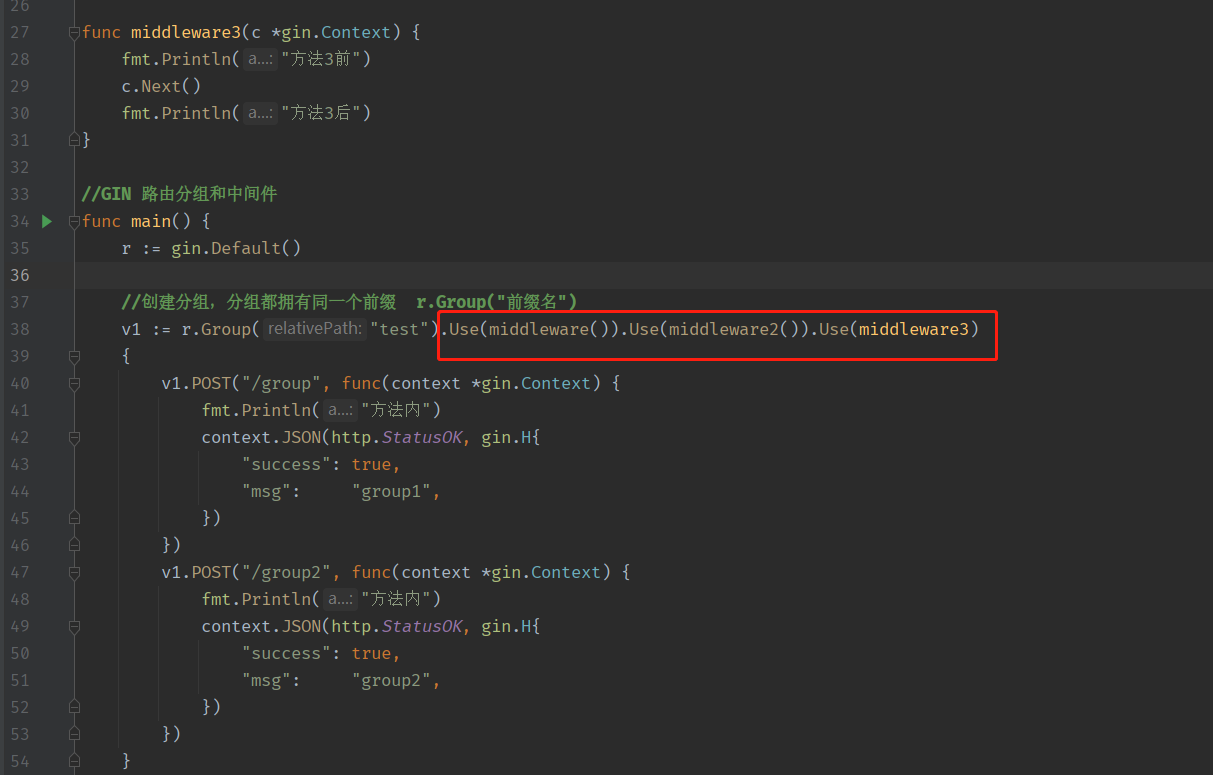 26
27 func middleware3(c *gin.Context) {
28 fmt.Println( a...: "方法3前")
29 c.Next()
30 fmt.Println( a...: "方法3后")
31 }
32
33 //GIN 路由分组和中间件
34 func main() {
35 r := gin.Default()
36
37 //创建分组，分组都拥有同一个前缀 r.Group("前缀名")
38 v1 := r.Group( relativePath: "test").Use(middleware()).Use(middleware2()).Use(middleware3)
39 {
40 v1.POST("/group", func(context *gin.Context) {
41 fmt.Println( a...: "方法内")
42 context.JSON(http.StatusOK, gin.H{
43 "success": true,
44 "msg": "group1",
45 })
46 })
47 v1.POST("/group2", func(context *gin.Context) {
48 fmt.Println( a...: "方法内")
49 context.JSON(http.StatusOK, gin.H{
50 "success": true,
51 "msg": "group2",
52 })
53 })
54 }